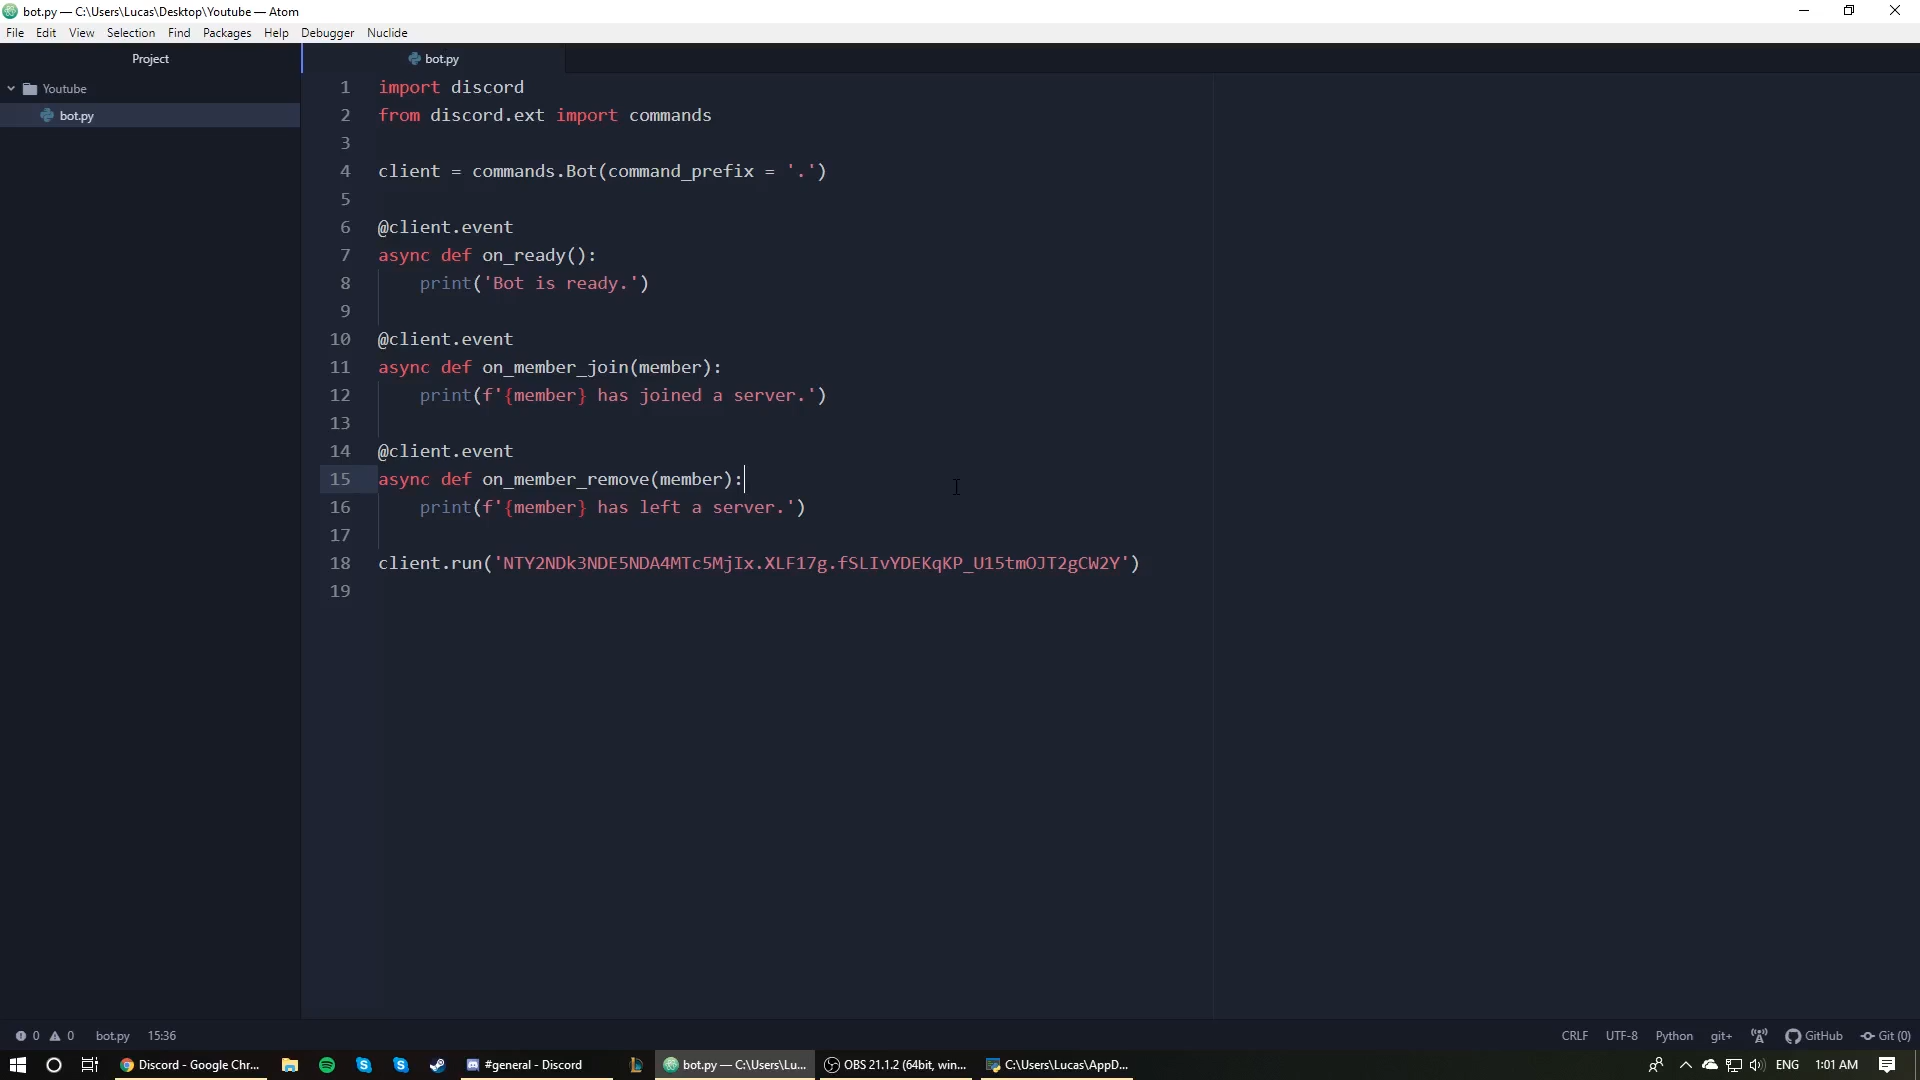 bot.py — C:\Users\Lucas\Desktop\Youtube — Atom
File Edit View Selection Find Packages Help Debugger Nuclide
Project
bot.py
Youtube
bot.py
1 import discord
2 from discord.ext import commands
3
4 client = commands.Bot(command_prefix = '.')
5
6 @client.event
7 async def on_ready():
8     print('Bot is ready.')
9
10 @client.event
11 async def on_member_join(member):
12     print(f'{member} has joined a server.')
13
14 @client.event
15 async def on_member_remove(member):
16     print(f'{member} has left a server.')
17
18 client.run('NTY2NDk3NDE5NDA4MTc5MjIx.XLF17g.fSLIvYDEKqKP_U15tmOJT2gCW2Y')
19
0 0 bot.py 15:36 CRLF UTF-8 Python git+ GitHub Git (0)
Discord - Google Chr... #general - Discord bot.py — C:\Users\Lu... OBS 21.1.2 (64bit, win... C:\Users\Lucas\AppD... ENG 1:01 AM